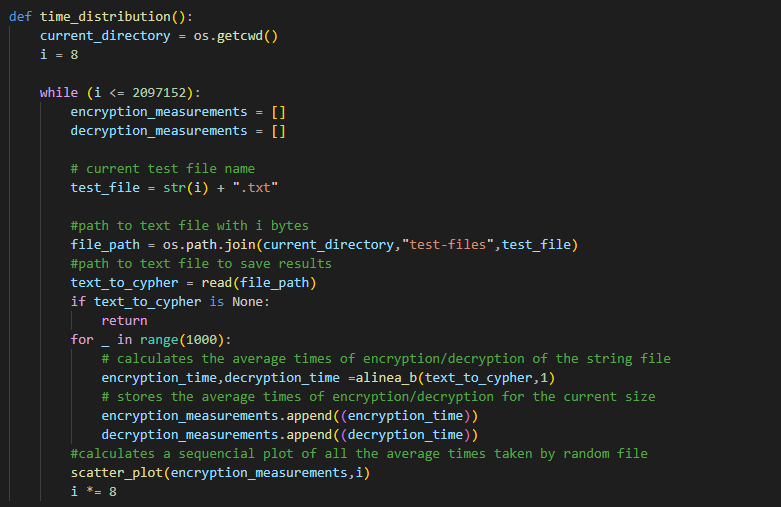 def time_distribution():
    current_directory = os.getcwd()
    i = 8

    while (i <= 2097152):
        encryption_measurements = []
        decryption_measurements = []

        # current test file name
        test_file = str(i) + ".txt"

        #path to text file with i bytes
        file_path = os.path.join(current_directory,"test-files",test_file)
        #path to text file to save results
        text_to_cypher = read(file_path)
        if text_to_cypher is None:
            return
        for _ in range(1000):
            # calculates the average times of encryption/decryption of the string file
            encryption_time,decryption_time =alinea_b(text_to_cypher,1)
            # stores the average times of encryption/decryption for the current size
            encryption_measurements.append((encryption_time))
            decryption_measurements.append((decryption_time))
        #calculates a sequencial plot of all the average times taken by random file
        scatter_plot(encryption_measurements,i)
        i *= 8